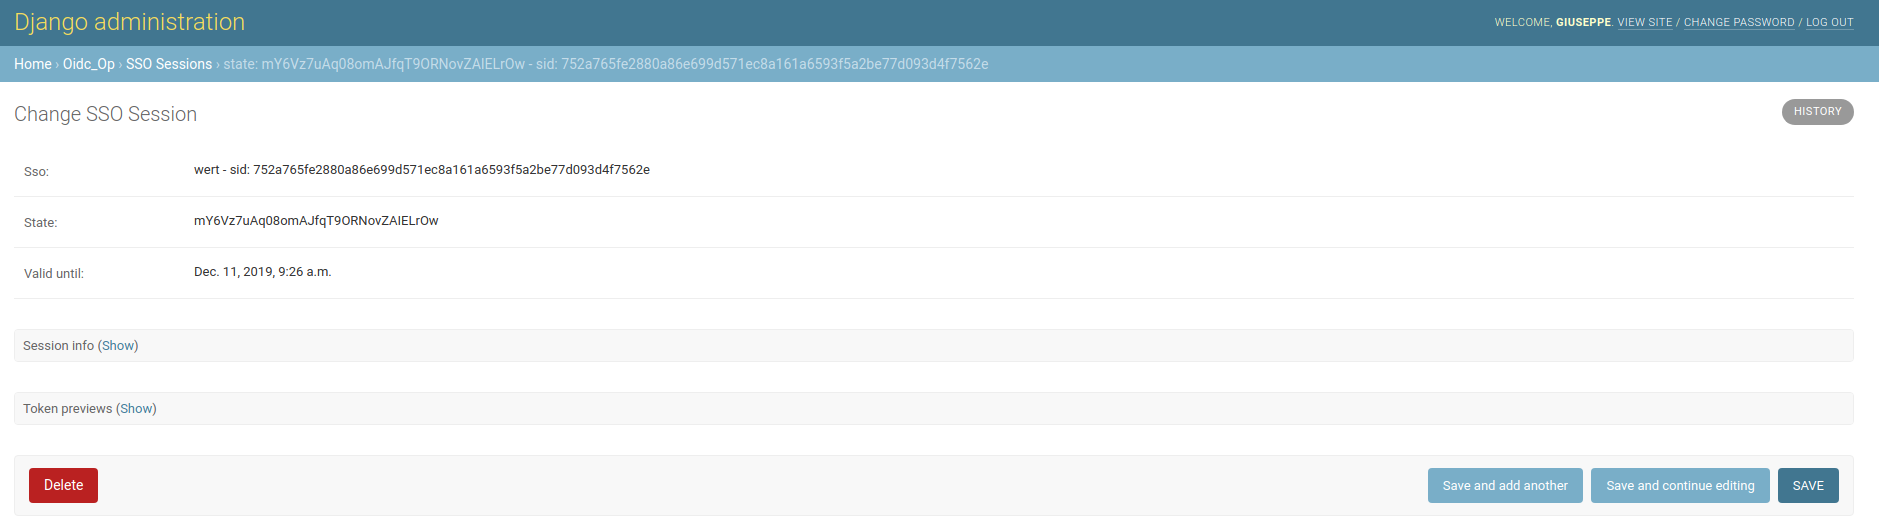 Django administration
WELCOME, GIUSEPPE. VIEW SITE / CHANGE PASSWORD / LOG OUT
Home › Oidc_Op › SSO Sessions › state: mY6Vz7uAq08omAJfqT9ORNovZAIELrOw - sid: 752a765fe2880a86e699d571ec8a161a6593f5a2be77d093d4f7562e
Change SSO Session
HISTORY
Sso: wert - sid: 752a765fe2880a86e699d571ec8a161a6593f5a2be77d093d4f7562e
State: mY6Vz7uAq08omAJfqT9ORNovZAIELrOw
Valid until: Dec. 11, 2019, 9:26 a.m.
Session info (Show)
Token previews (Show)
Delete Save and add another Save and continue editing SAVE